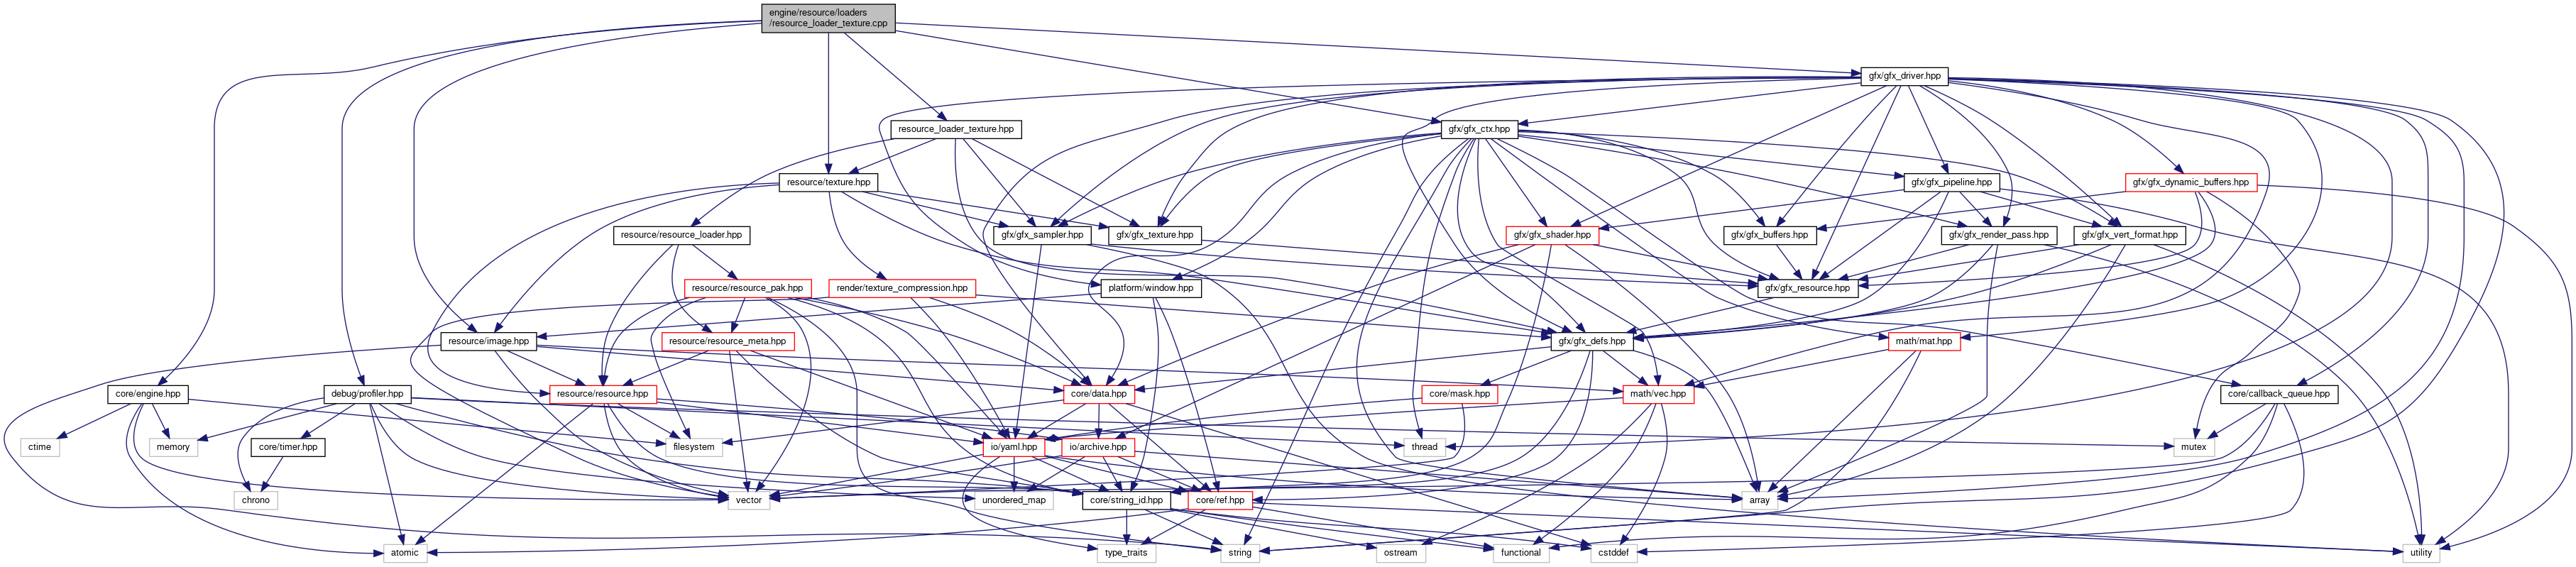 engine/resource/loaders
/resource_loader_texture.cpp
gfx/gfx_driver.hpp
resource_loader_texture.hpp
gfx/gfx_ctx.hpp
resource/texture.hpp
gfx/gfx_pipeline.hpp
gfx/gfx_dynamic_buffers.hpp
resource/resource_loader.hpp
gfx/gfx_sampler.hpp
gfx/gfx_texture.hpp
gfx/gfx_shader.hpp
gfx/gfx_buffers.hpp
gfx/gfx_render_pass.hpp
gfx/gfx_vert_format.hpp
resource/resource_pak.hpp
render/texture_compression.hpp
platform/window.hpp
gfx/gfx_resource.hpp
resource/image.hpp
resource/resource_meta.hpp
gfx/gfx_defs.hpp
math/mat.hpp
core/engine.hpp
debug/profiler.hpp
resource/resource.hpp
core/data.hpp
core/mask.hpp
math/vec.hpp
core/callback_queue.hpp
ctime
memory
core/timer.hpp
filesystem
io/yaml.hpp
io/archive.hpp
thread
mutex
chrono
vector
unordered_map
core/string_id.hpp
core/ref.hpp
array
atomic
type_traits
string
ostream
functional
cstddef
utility